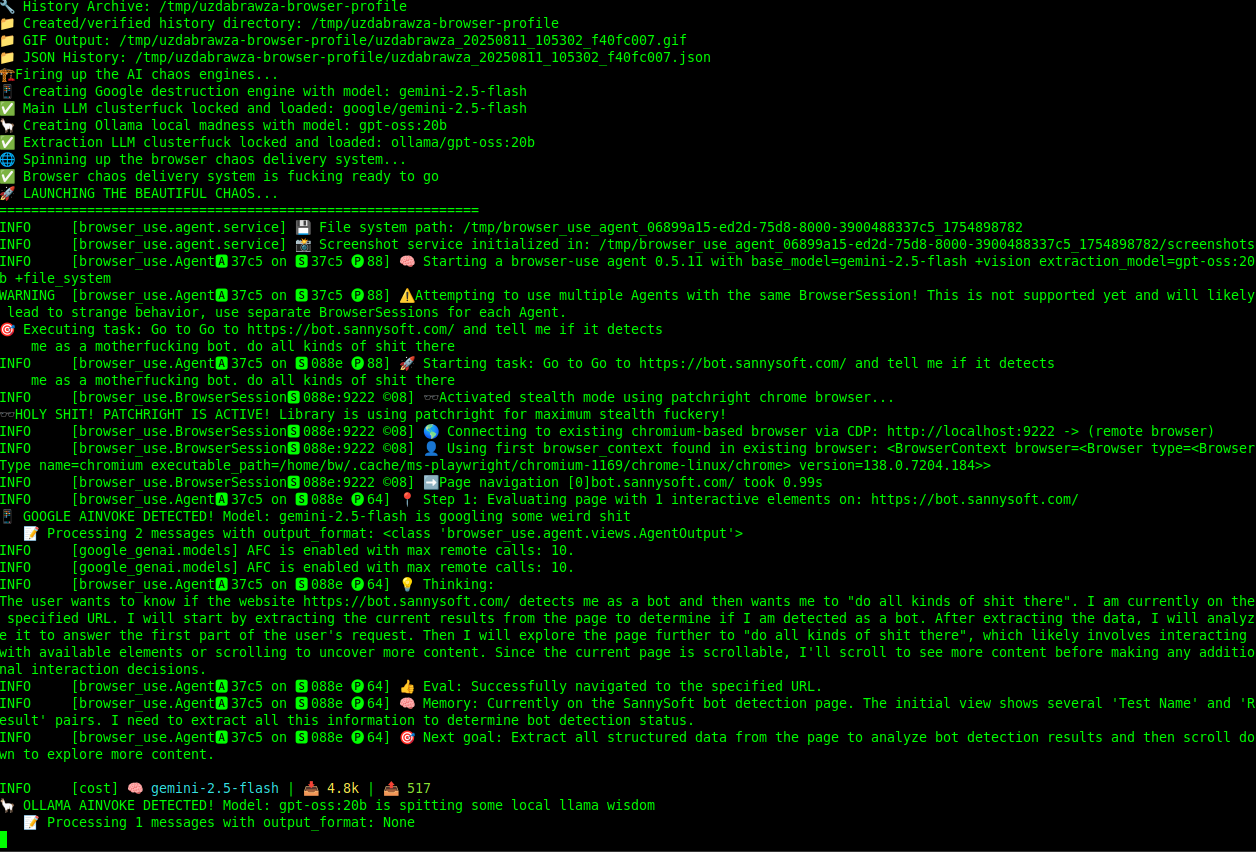 🔧 History Archive: /tmp/uzdabrawza-browser-profile
📁 Created/verified history directory: /tmp/uzdabrawza-browser-profile
📁 GIF Output: /tmp/uzdabrawza-browser-profile/uzdabrawza_20250811_105302_f40fc007.gif
📁 JSON History: /tmp/uzdabrawza-browser-profile/uzdabrawza_20250811_105302_f40fc007.json
🏗️Firing up the AI chaos engines...
📱 Creating Google destruction engine with model: gemini-2.5-flash
✅ Main LLM clusterfuck locked and loaded: google/gemini-2.5-flash
🦙 Creating Ollama local madness with model: gpt-oss:20b
✅ Extraction LLM clusterfuck locked and loaded: ollama/gpt-oss:20b
🌐 Spinning up the browser chaos delivery system...
✅ Browser chaos delivery system is fucking ready to go
🚀 LAUNCHING THE BEAUTIFUL CHAOS...
============================================================
INFO     [browser_use.agent.service] 💾 File system path: /tmp/browser_use_agent_06899a15-ed2d-75d8-8000-3900488337c5_1754898782
INFO     [browser_use.agent.service] 📸 Screenshot service initialized in: /tmp/browser_use_agent_06899a15-ed2d-75d8-8000-3900488337c5_1754898782/screenshots
INFO     [browser_use.Agent🅰 37c5 on 🆂 37c5 🅟 88] 🧠 Starting a browser-use agent 0.5.11 with base_model=gemini-2.5-flash +vision extraction_model=gpt-oss:20
b +file_system
WARNING  [browser_use.Agent🅰 37c5 on 🆂 37c5 🅟 88] ⚠️Attempting to use multiple Agents with the same BrowserSession! This is not supported yet and will likely
 lead to strange behavior, use separate BrowserSessions for each Agent.
🎯 Executing task: Go to Go to https://bot.sannysoft.com/ and tell me if it detects
    me as a motherfucking bot. do all kinds of shit there
INFO     [browser_use.Agent🅰 37c5 on 🆂 088e 🅟 88] 🚀 Starting task: Go to Go to https://bot.sannysoft.com/ and tell me if it detects
    me as a motherfucking bot. do all kinds of shit there
INFO     [browser_use.BrowserSession🆂 088e:9222 ©08] 🕶️Activated stealth mode using patchright chrome browser...
🕶️HOLY SHIT! PATCHRIGHT IS ACTIVE! Library is using patchright for maximum stealth fuckery!
INFO     [browser_use.BrowserSession🆂 088e:9222 ©08] 🌎 Connecting to existing chromium-based browser via CDP: http://localhost:9222 -> (remote browser)
INFO     [browser_use.BrowserSession🆂 088e:9222 ©08] 👤 Using first browser_context found in existing browser: <BrowserContext browser=<Browser type=<Browser
Type name=chromium executable_path=/home/bw/.cache/ms-playwright/chromium-1169/chrome-linux/chrome> version=138.0.7204.184>>
INFO     [browser_use.BrowserSession🆂 088e:9222 ©08] ➡️Page navigation [0]bot.sannysoft.com/ took 0.99s
INFO     [browser_use.Agent🅰 37c5 on 🆂 088e 🅟 64] 📍 Step 1: Evaluating page with 1 interactive elements on: https://bot.sannysoft.com/
📱 GOOGLE AINVOKE DETECTED! Model: gemini-2.5-flash is googling some weird shit
   📝 Processing 2 messages with output_format: <class 'browser_use.agent.views.AgentOutput'>
INFO     [google_genai.models] AFC is enabled with max remote calls: 10.
INFO     [google_genai.models] AFC is enabled with max remote calls: 10.
INFO     [browser_use.Agent🅰 37c5 on 🆂 088e 🅟 64] 💡 Thinking:
The user wants to know if the website https://bot.sannysoft.com/ detects me as a bot and then wants me to "do all kinds of shit there". I am currently on the
 specified URL. I will start by extracting the current results from the page to determine if I am detected as a bot. After extracting the data, I will analyz
e it to answer the first part of the user's request. Then I will explore the page further to "do all kinds of shit there", which likely involves interacting
with available elements or scrolling to uncover more content. Since the current page is scrollable, I'll scroll to see more content before making any additio
nal interaction decisions.
INFO     [browser_use.Agent🅰 37c5 on 🆂 088e 🅟 64] 👍 Eval: Successfully navigated to the specified URL.
INFO     [browser_use.Agent🅰 37c5 on 🆂 088e 🅟 64] 🧠 Memory: Currently on the SannySoft bot detection page. The initial view shows several 'Test Name' and 'R
esult' pairs. I need to extract all this information to determine bot detection status.
INFO     [browser_use.Agent🅰 37c5 on 🆂 088e 🅟 64] 🎯 Next goal: Extract all structured data from the page to analyze bot detection results and then scroll do
wn to explore more content.
INFO     [cost] 🧠 gemini-2.5-flash | 📥 4.8k | 📤 517
🦙 OLLAMA AINVOKE DETECTED! Model: gpt-oss:20b is spitting some local llama wisdom
   📝 Processing 1 messages with output_format: None